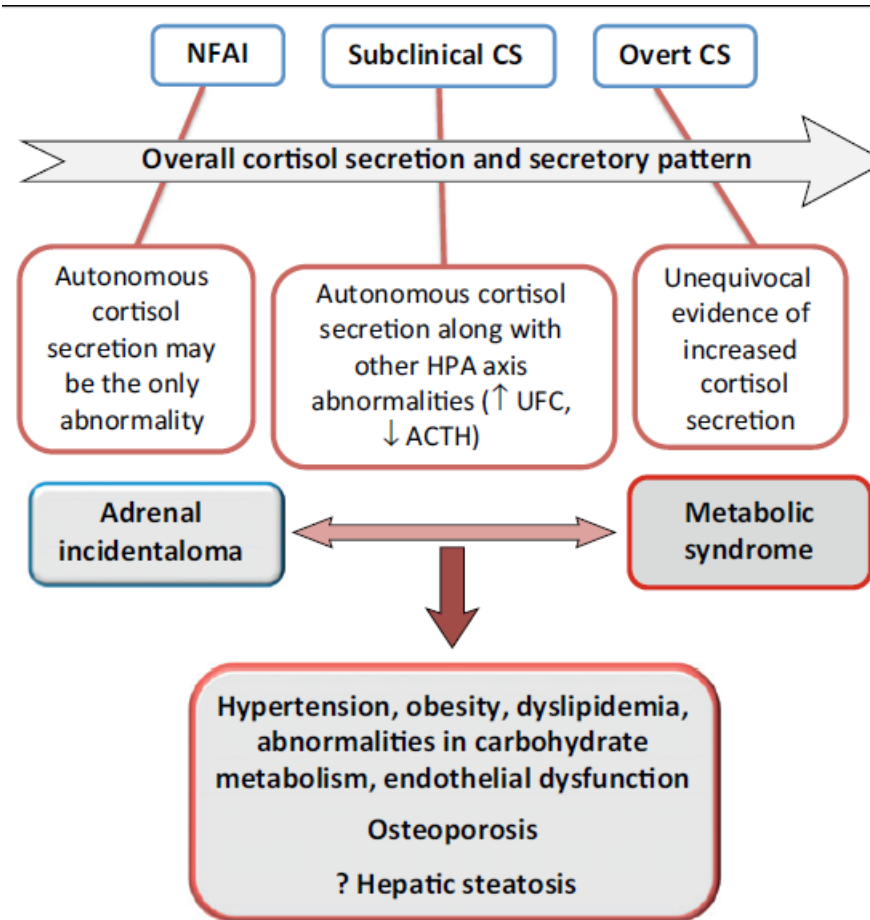 NFAI
Subclinical CS
Overt CS
Overall cortisol secretion and secretory pattern
Autonomous
cortisol
secretion may
be the only
abnormality
Autonomous cortisol
secretion along with
other HPA axis
abnormalities (↑ UFC,
↓ ACTH)
Unequivocal
evidence of
increased
cortisol
secretion
Adrenal
incidentaloma
Metabolic
syndrome
Hypertension, obesity, dyslipidemia,
abnormalities in carbohydrate
metabolism, endothelial dysfunction
Osteoporosis
? Hepatic steatosis